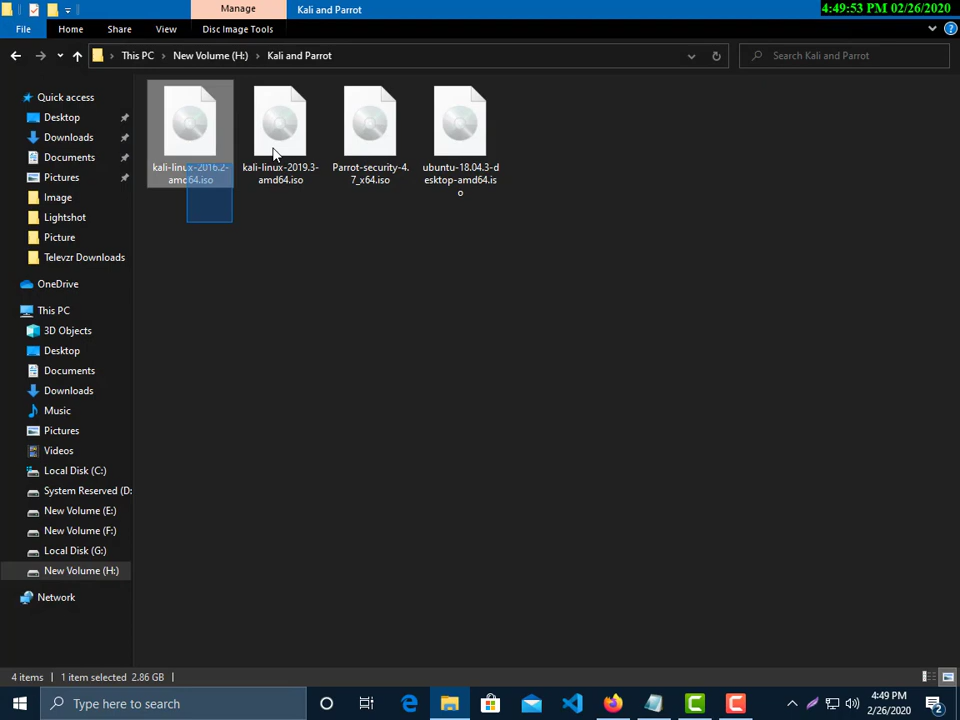 Manage
Kali and Parrot
4:49:53 PM 02/26/2020
File
Home
Share
View
Disc Image Tools
This PC
New Volume (H:)
Kali and Parrot
Search Kali and Parrot
Quick access
Desktop
Downloads
Documents
Pictures
Image
Lightshot
Picture
Televzr Downloads
OneDrive
This PC
3D Objects
Desktop
Documents
Downloads
Music
Pictures
Videos
Local Disk (C:)
System Reserved (D:
New Volume (E:)
New Volume (F:)
Local Disk (G:)
New Volume (H:)
Network
kali-linux-2016.2-
amd64.iso
kali-linux-2019.3-
amd64.iso
Parrot-security-4.
7_x64.iso
ubuntu-18.04.3-d
esktop-amd64.is
o
4 items
1 item selected 2.86 GB
Type here to search
4:49 PM
2/26/2020
2